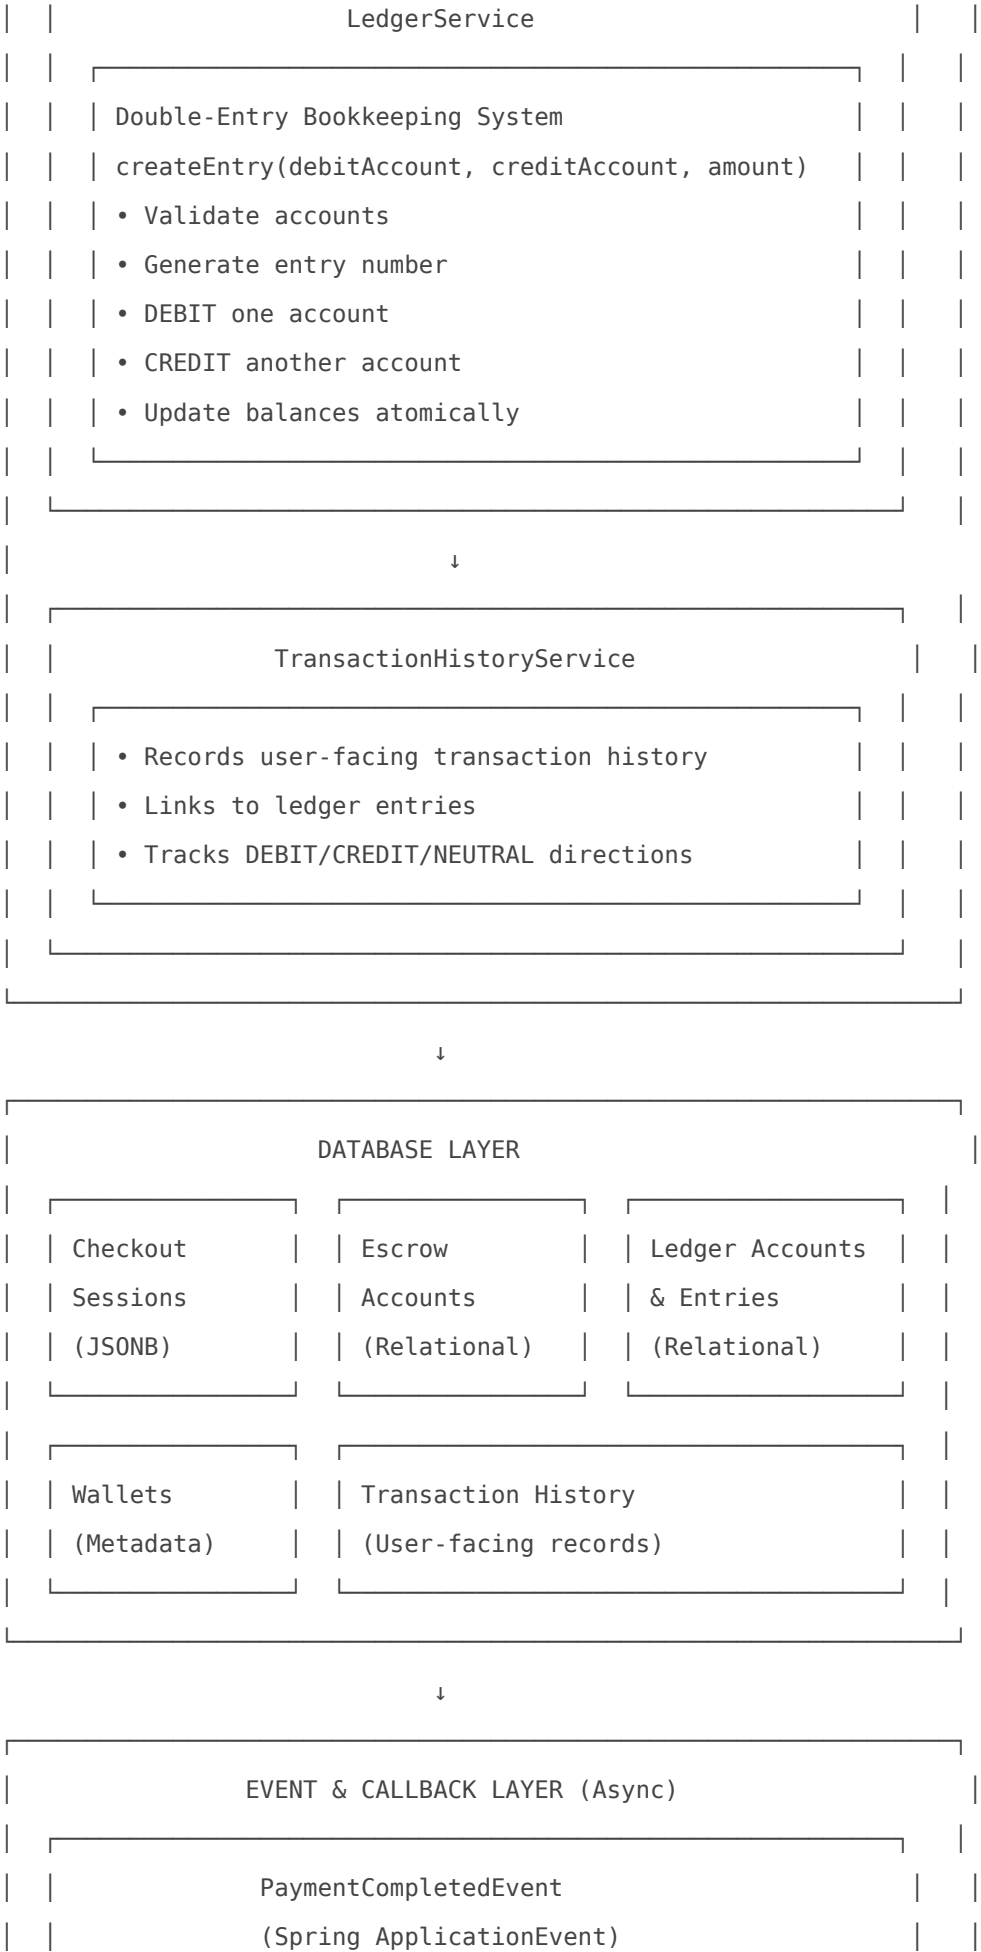 LedgerService
Double-Entry Bookkeeping System
createEntry(debitAccount, creditAccount, amount)
• Validate accounts
• Generate entry number
• DEBIT one account
• CREDIT another account
• Update balances atomically
↓
TransactionHistoryService
• Records user-facing transaction history
• Links to ledger entries
• Tracks DEBIT/CREDIT/NEUTRAL directions
↓
DATABASE LAYER
Checkout Escrow Ledger Accounts
Sessions Accounts & Entries
(JSONB) (Relational) (Relational)
Wallets Transaction History
(Metadata) (User-facing records)
↓
EVENT & CALLBACK LAYER (Async)
PaymentCompletedEvent
(Spring ApplicationEvent)